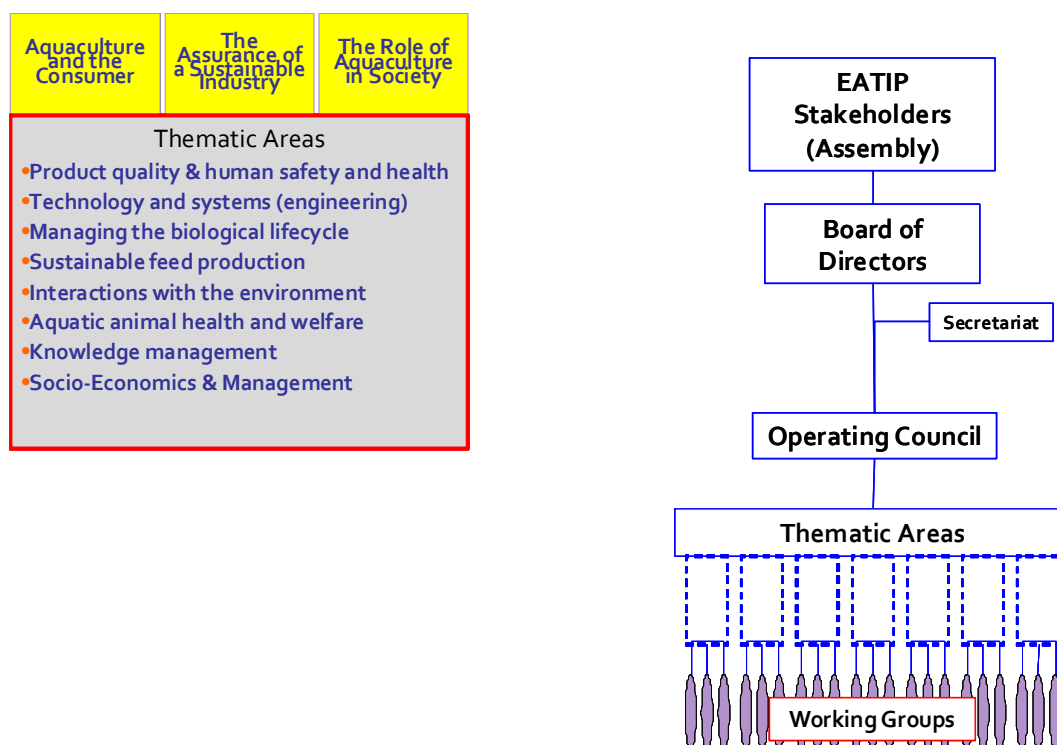 Aquaculture
and the
Consumer
The
Assurance of
a Sustainable
Industry
The Role of
Aquaculture
in Society
Thematic Areas
•Product quality & human safety and health
•Technology and systems (engineering)
•Managing the biological lifecycle
•Sustainable feed production
•Interactions with the environment
•Aquatic animal health and welfare
•Knowledge management
•Socio-Economics & Management
EATIP
Stakeholders
(Assembly)
Board of
Directors
Secretariat
Operating Council
Thematic Areas
Working Groups